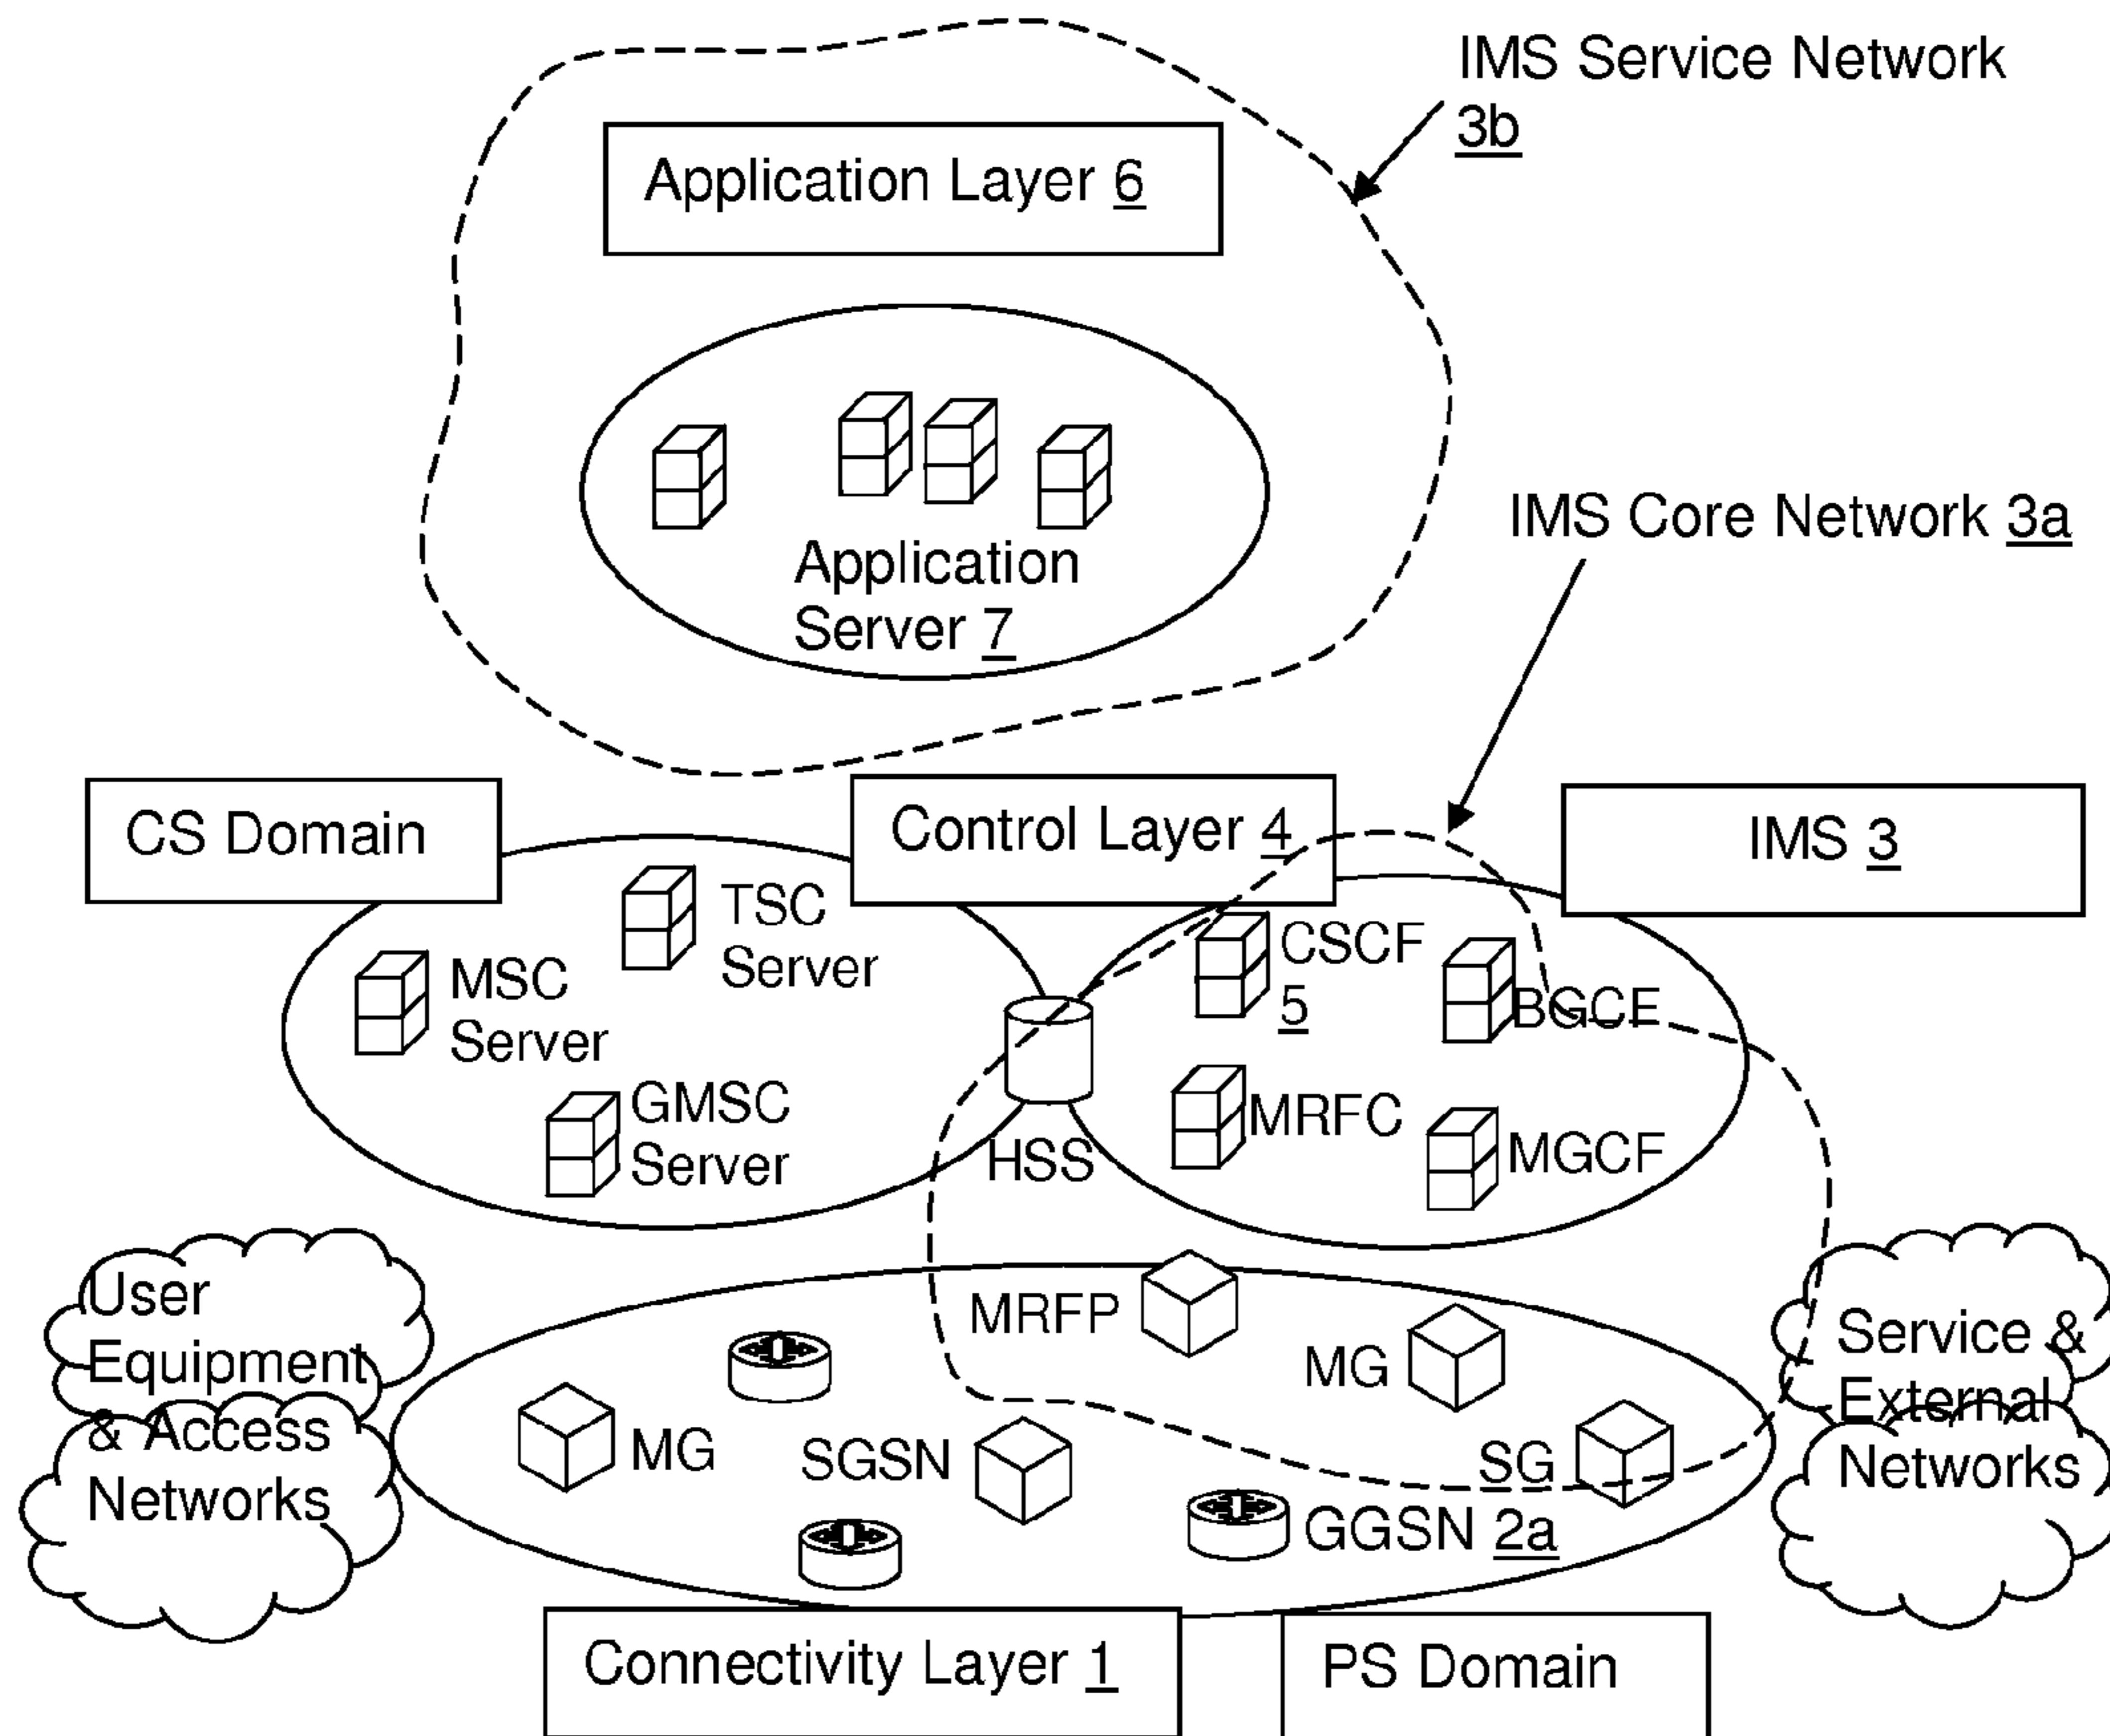 IMS Service Network
3b
Application Layer 6
Application
Server 7
IMS Core Network 3a
CS Domain
Control Layer 4
IMS 3
TSC
Server
MSC
Server
GMSC
Server
CSCF
5
BGCE
HSS
MRFC
MGCF
User
Equipment
& Access
Networks
MRFP
MG
MG
SGSN
SG
GGSN 2a
Service &
External
Networks
Connectivity Layer 1
PS Domain